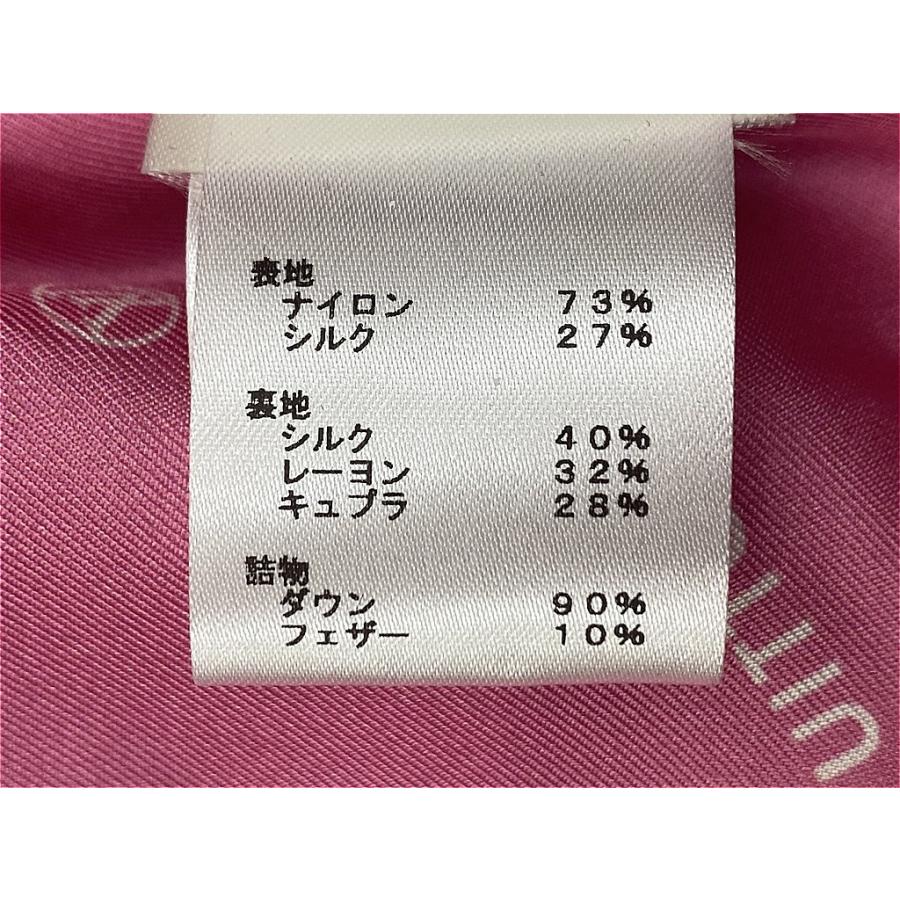 表地
ナイロン 73%
シルク 27%
裏地
シルク 40%
レーヨン 32%
キュプラ 28%
詰物
ダウン 90%
フェザー 10%
UITT